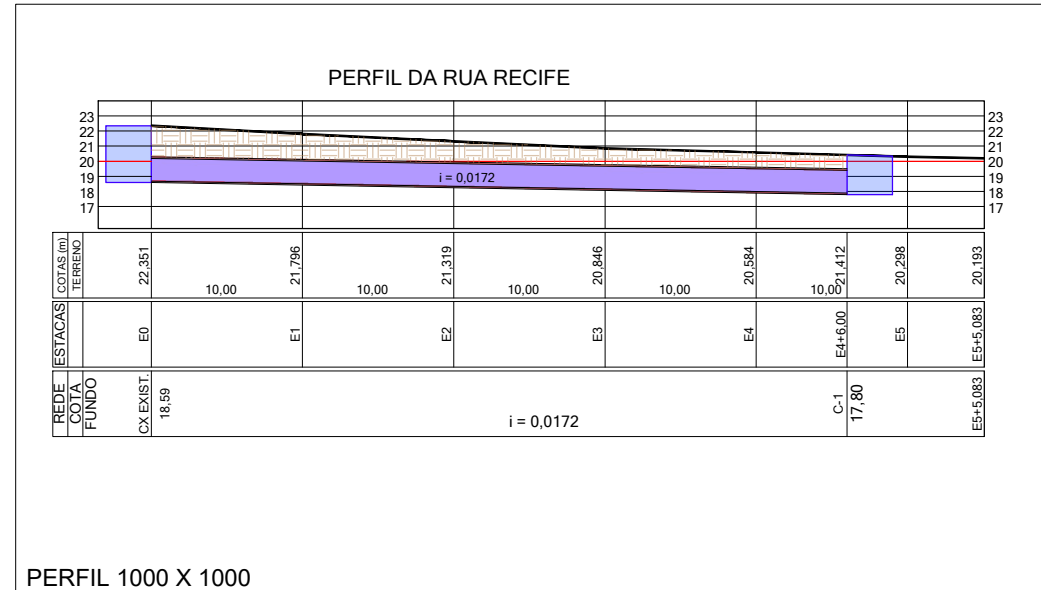 PERFIL DA RUA RECIFE
23
22
21
20
19
18
17
23
22
21
20
19
18
17
i = 0,0172
COTAS (m)
TERRENO
22,351
10,00
21,796
10,00
21,319
10,00
20,846
10,00
20,584
10,00
21,412
20,298
20,193
ESTACAS
E0
E1
E2
E3
E4
E4+6,00
E5
E5+5,083
REDE
COTA
FUNDO
CX EXIST.
18,59
i = 0,0172
C-1
17,80
E5+5,083
PERFIL 1000 X 1000